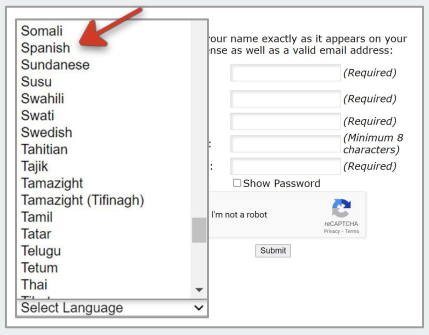 Somali
Spanish
Sundanese
Susu
Swahili
Swati
Swedish
Tahitian
Tajik
Tamazight
Tamazight (Tifinagh)
Tamil
Tatar
Telugu
Tetum
Thai
Select Language
your name exactly as it appears on your
as well as a valid email address:
(Required)
(Required)
(Required)
(Minimum 8
characters)
(Required)
Show Password
I'm not a robot
reCAPTCHA
Privacy - Terms
Submit